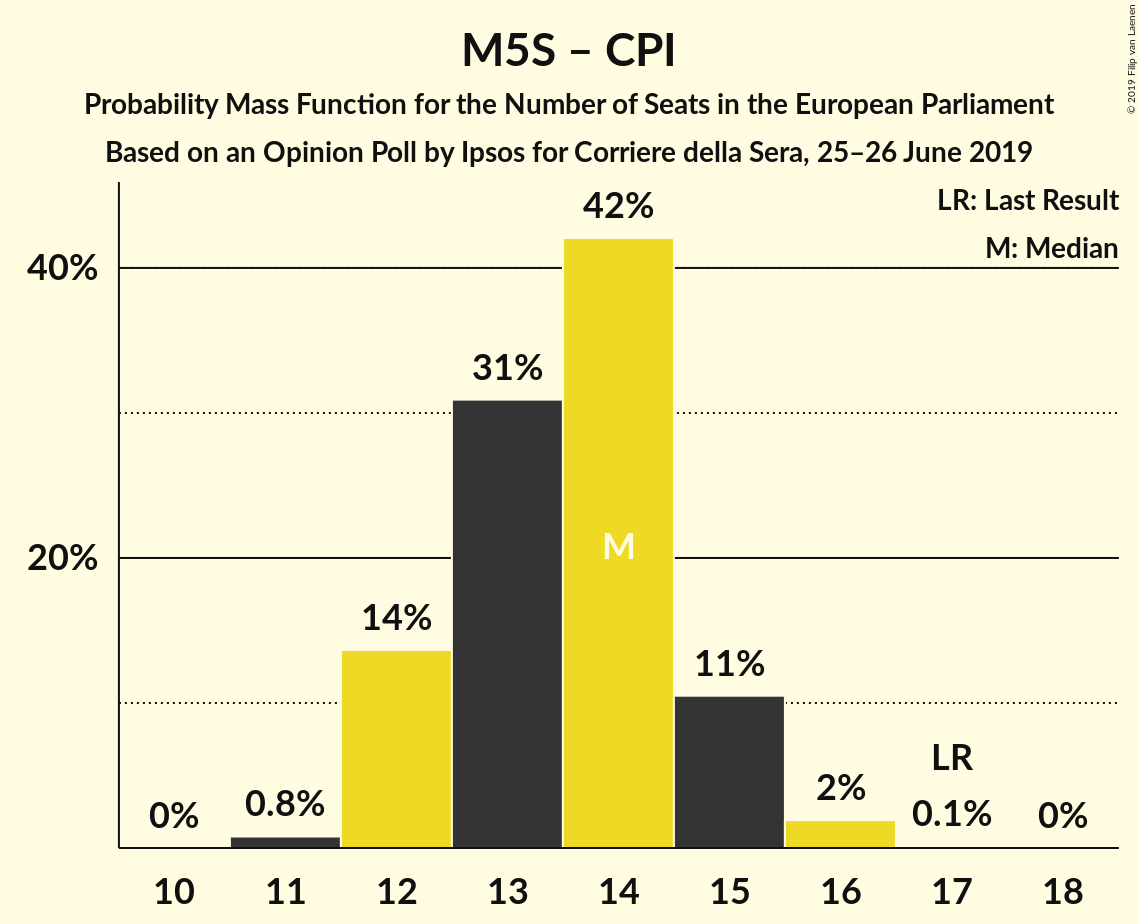 M5S – CPI
Probability Mass Function for the Number of Seats in the European Parliament
Based on an Opinion Poll by Ipsos for Corriere della Sera, 25–26 June 2019
© 2019 Filip van Laenen
LR: Last Result
M: Median
40%
20%
0%
0.8%
14%
31%
42%
M
11%
2%
LR
0.1%
0%
10 11 12 13 14 15 16 17 18